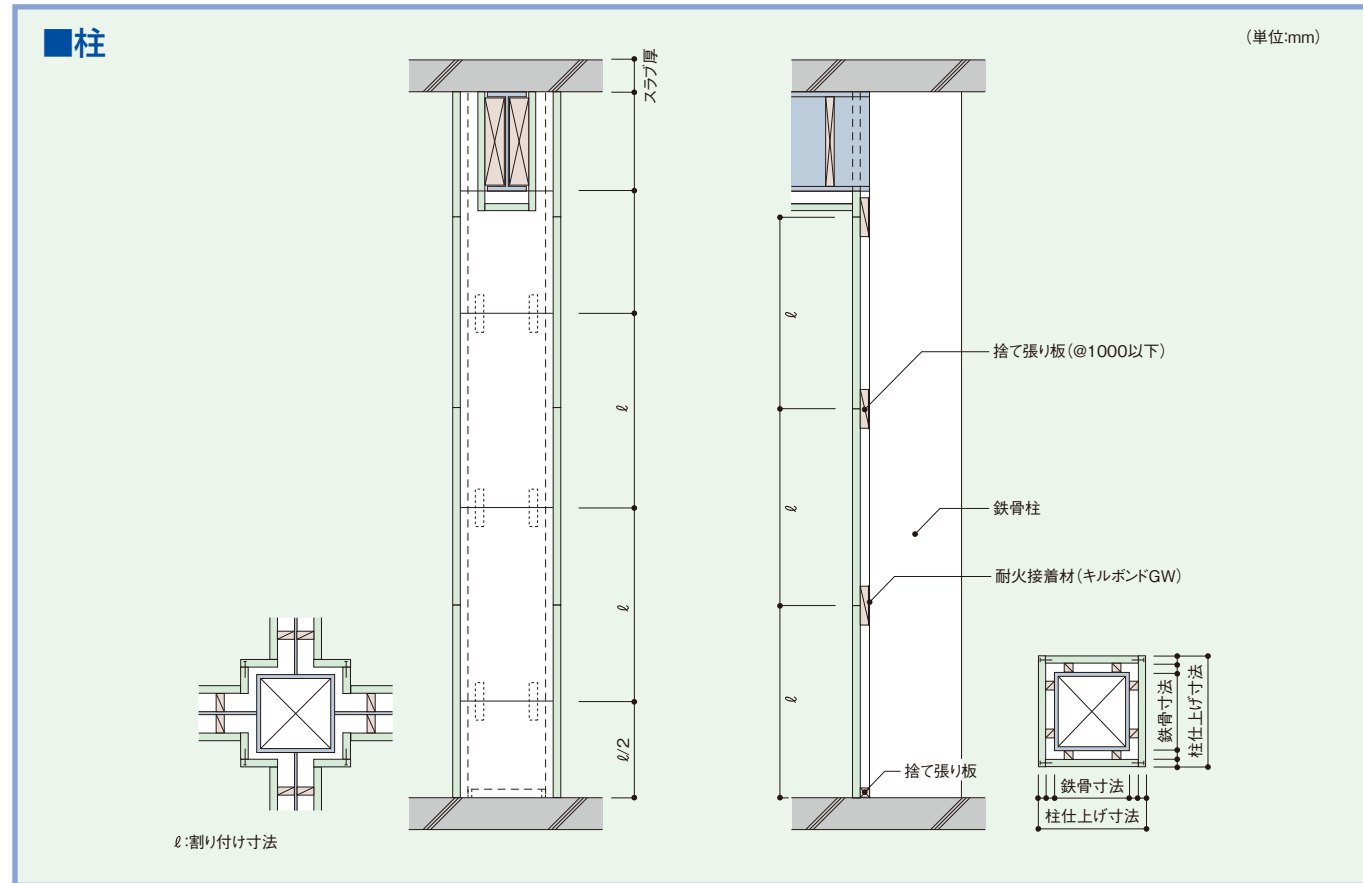 ■柱
(単位:mm)
スラブ厚
ℓ
ℓ
ℓ/2
ℓ
ℓ
ℓ
捨て張り板(@1000以下)
鉄骨柱
耐火接着材(キルボンドGW)
捨て張り板
鉄骨寸法
柱仕上げ寸法
鉄骨寸法
柱仕上げ寸法
ℓ:割り付け寸法